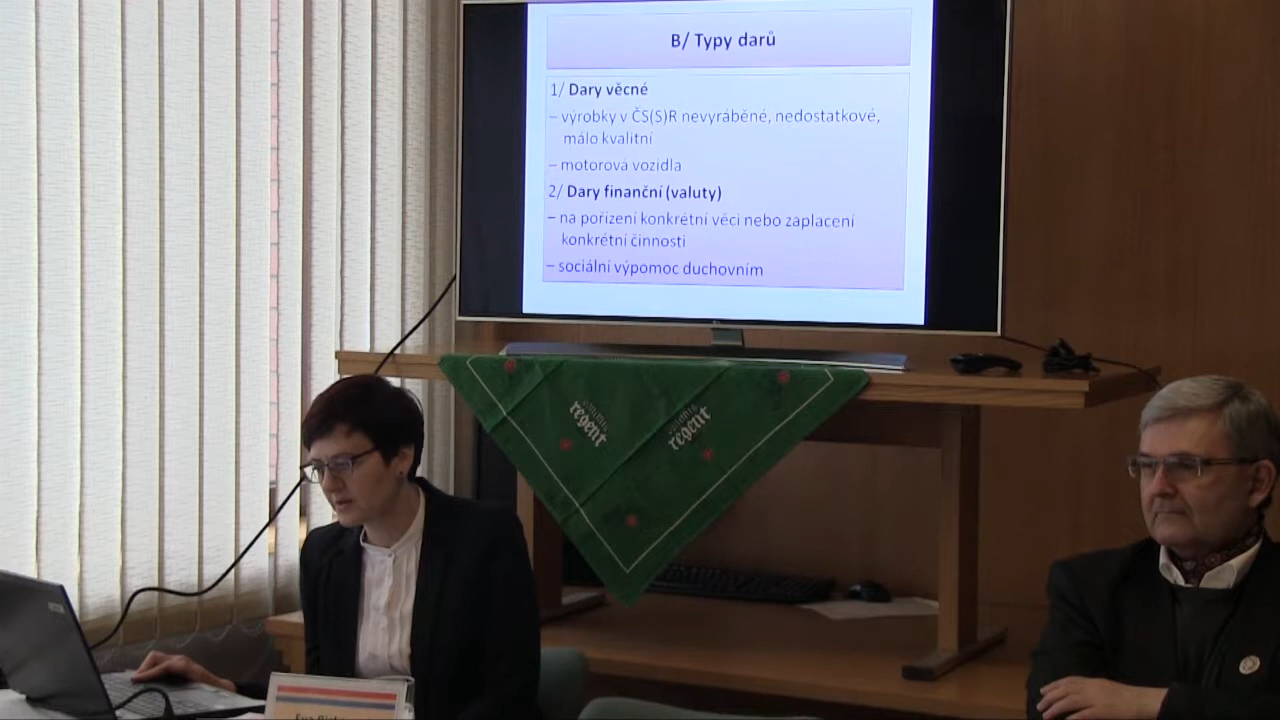 B/ Typy darů
1/ Dary věcné
– výrobky v ČS(S)R nevyráběné, nedostatkové,
málo kvalitní
– motorová vozidla
2/ Dary finanční (valuty)
– na pořízení konkrétní věci nebo zaplacení
konkrétní činnosti
– sociální výpomoc duchovním
regent
regent